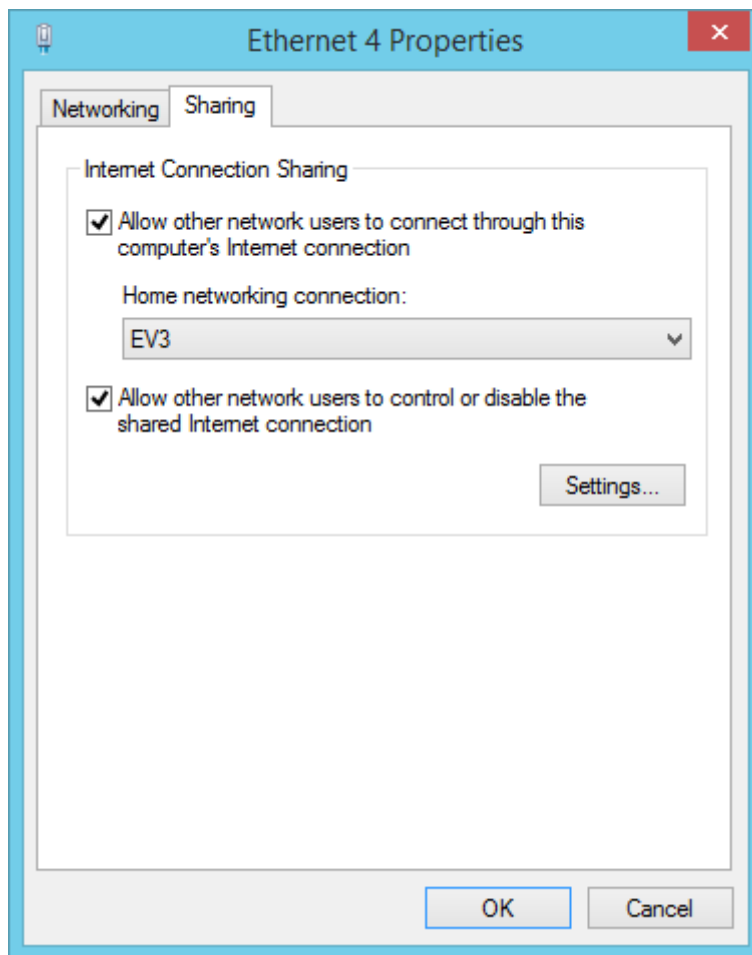 Ethernet 4 Properties
Networking
Sharing
Internet Connection Sharing
Allow other network users to connect through this
computer's Internet connection
Home networking connection:
EV3
Allow other network users to control or disable the
shared Internet connection
Settings...
OK
Cancel